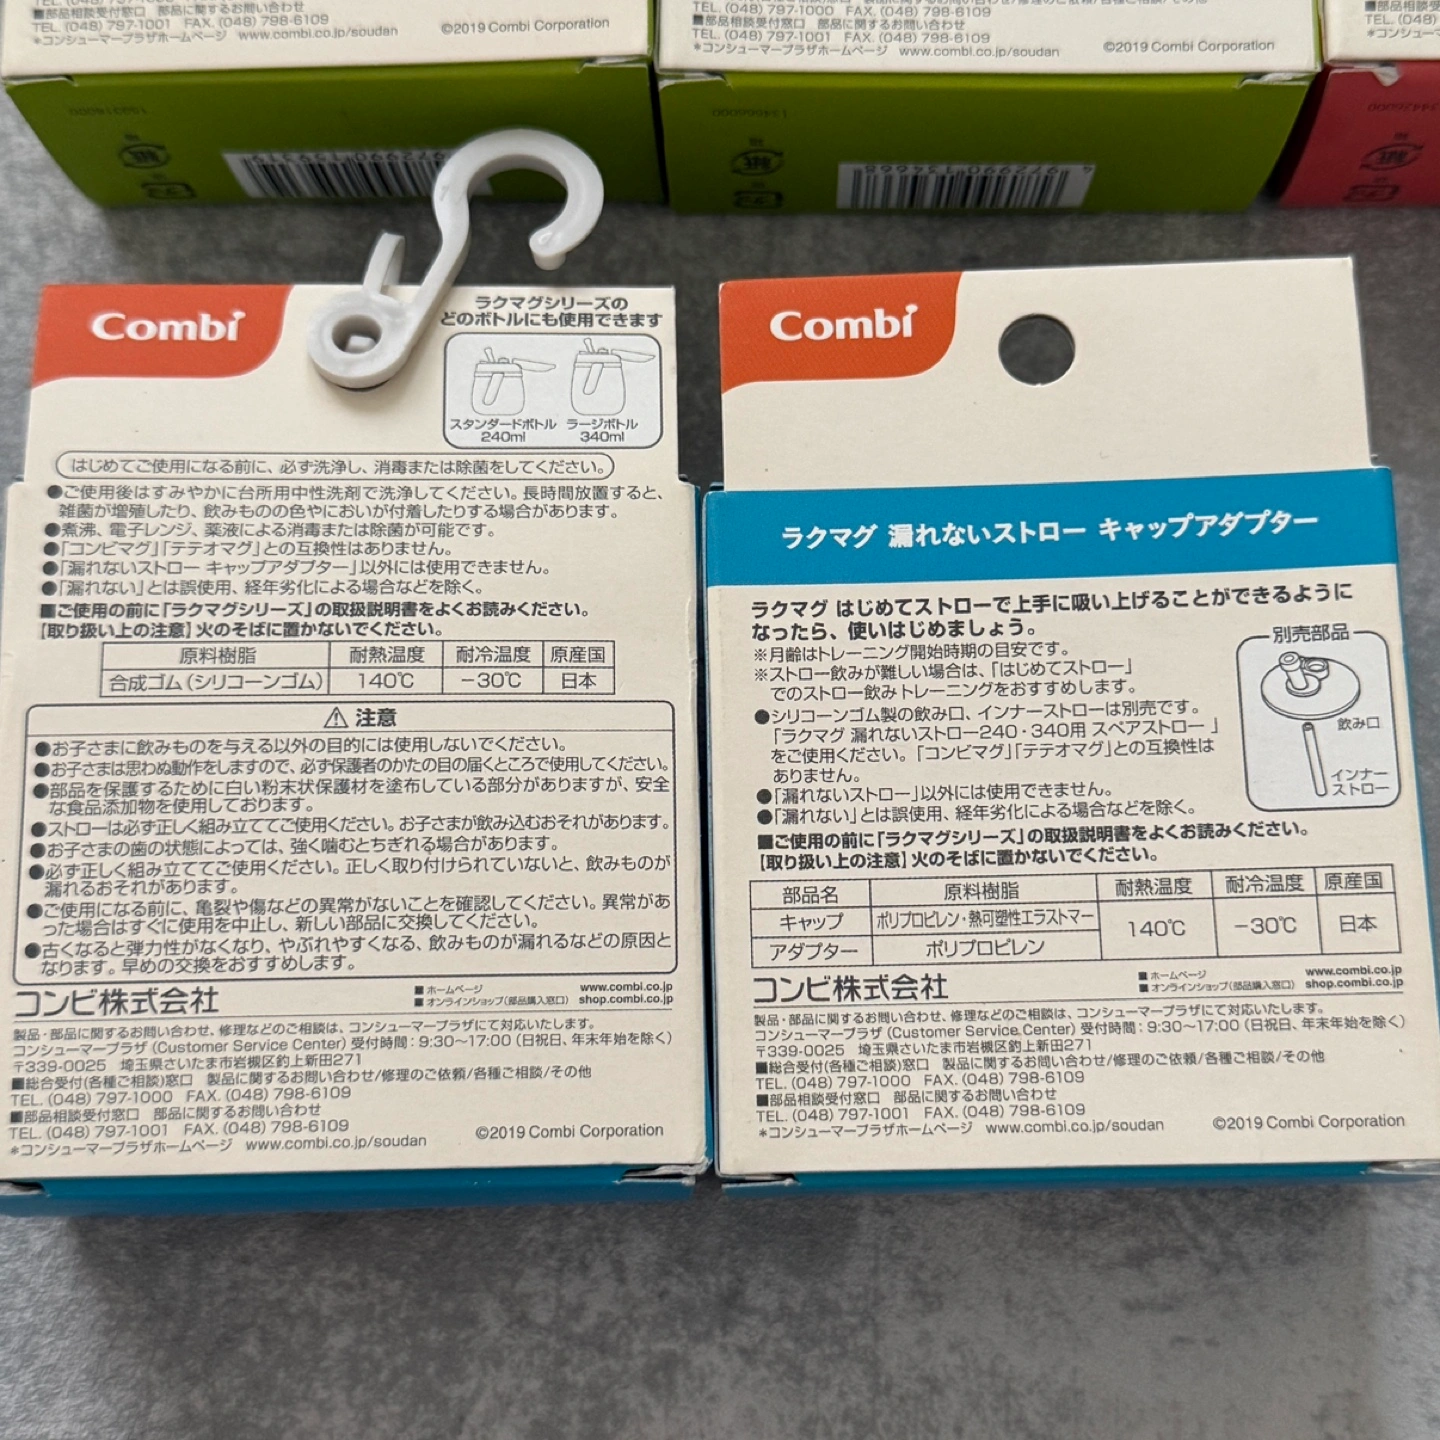 TEL. (048) 797-1000 FAX. (048) 798-6109
■部品相談受付窓口 部品に関するお問い合わせ
TEL. (048) 797-1001 FAX. (048) 798-6109
*コンシューマープラザホームページ www.combi.co.jp/soudan
©2019 Combi Corporation
TEL. (048) 797-1000 FAX. (048) 798-6109
■部品相談受付窓口 部品に関するお問い合わせ
TEL. (048) 797-1001 FAX. (048) 798-6109
*コンシューマープラザホームページ www.combi.co.jp/soudan
©2019 Combi Corporation
4 972990 134668
Combi
ラクマグシリーズの
どのボトルにも使用できます
スタンダードボトル 240ml
ラージボトル 340ml
はじめてご使用になる前に、必ず洗浄し、消毒または除菌をしてください。
●ご使用後はすみやかに台所用中性洗剤で洗浄してください。長時間放置すると、
雑菌が増殖したり、飲みものの色やにおいが付着したりする場合があります。
●煮沸、電子レンジ、薬液による消毒または除菌が可能です。
●「コンビマグ」「テテオマグ」との互換性はありません。
●「漏れないストロー キャップアダプター」以外には使用できません。
●「漏れない」とは誤使用、経年劣化による場合などを除く。
■ご使用の前に「ラクマグシリーズ」の取扱説明書をよくお読みください。
【取り扱い上の注意】火のそばに置かないでください。
原料樹脂 耐熱温度 耐冷温度 原産国
合成ゴム(シリコーンゴム) 140℃ −30℃ 日本
⚠ 注意
●お子さまに飲みものを与える以外の目的には使用しないでください。
●お子さまは思わぬ動作をしますので、必ず保護者のかたの目の届くところで使用してください。
●部品を保護するために白い粉末状保護材を塗布している部分がありますが、安全
な食品添加物を使用しております。
●ストローは必ず正しく組み立ててご使用ください。お子さまが飲み込むおそれがあります。
●お子さまの歯の状態によっては、強く噛むとちぎれる場合があります。
●必ず正しく組み立ててご使用ください。正しく取り付けられていないと、飲みものが
漏れるおそれがあります。
●ご使用になる前に、亀裂や傷などの異常がないことを確認してください。異常があ
った場合はすぐに使用を中止し、新しい部品に交換してください。
●古くなると弾力性がなくなり、やぶれやすくなる、飲みものが漏れるなどの原因と
なります。早めの交換をおすすめします。
コンビ株式会社
■ホームページ www.combi.co.jp
■オンラインショップ(部品購入窓口) shop.combi.co.jp
製品・部品に関するお問い合わせ、修理などのご相談は、コンシューマープラザにて対応いたします。
コンシューマープラザ (Customer Service Center) 受付時間:9:30〜17:00(日祝日、年末年始を除く)
〒339-0025 埼玉県さいたま市岩槻区釣上新田271
■総合受付(各種ご相談)窓口 製品に関するお問い合わせ/修理のご依頼/各種ご相談/その他
TEL. (048) 797-1000 FAX. (048) 798-6109
■部品相談受付窓口 部品に関するお問い合わせ
TEL. (048) 797-1001 FAX. (048) 798-6109
*コンシューマープラザホームページ www.combi.co.jp/soudan
©2019 Combi Corporation
Combi
ラクマグ 漏れないストロー キャップアダプター
ラクマグ はじめてストローで上手に吸い上げることができるように
なったら、使いはじめましょう。
※月齢はトレーニング開始時期の目安です。
※ストロー飲みが難しい場合は、「はじめてストロー」
でのストロー飲みトレーニングをおすすめします。
●シリコーンゴム製の飲み口、インナーストローは別売です。
「ラクマグ 漏れないストロー240・340用 スペアストロー 」
をご使用ください。「コンビマグ」「テテオマグ」との互換性は
ありません。
●「漏れないストロー」以外には使用できません。
●「漏れない」とは誤使用、経年劣化による場合などを除く。
別売部品
飲み口
インナー
ストロー
■ご使用の前に「ラクマグシリーズ」の取扱説明書をよくお読みください。
【取り扱い上の注意】火のそばに置かないでください。
部品名 原料樹脂 耐熱温度 耐冷温度 原産国
キャップ ポリプロピレン・熱可塑性エラストマー 140℃ −30℃ 日本
アダプター ポリプロピレン
コンビ株式会社
■ホームページ www.combi.co.jp
■オンラインショップ(部品購入窓口) shop.combi.co.jp
製品・部品に関するお問い合わせ、修理などのご相談は、コンシューマープラザにて対応いたします。
コンシューマープラザ (Customer Service Center) 受付時間:9:30〜17:00(日祝日、年末年始を除く)
〒339-0025 埼玉県さいたま市岩槻区釣上新田271
■総合受付(各種ご相談)窓口 製品に関するお問い合わせ/修理のご依頼/各種ご相談/その他
TEL. (048) 797-1000 FAX. (048) 798-6109
■部品相談受付窓口 部品に関するお問い合わせ
TEL. (048) 797-1001 FAX. (048) 798-6109
*コンシューマープラザホームページ www.combi.co.jp/soudan
©2019 Combi Corporation